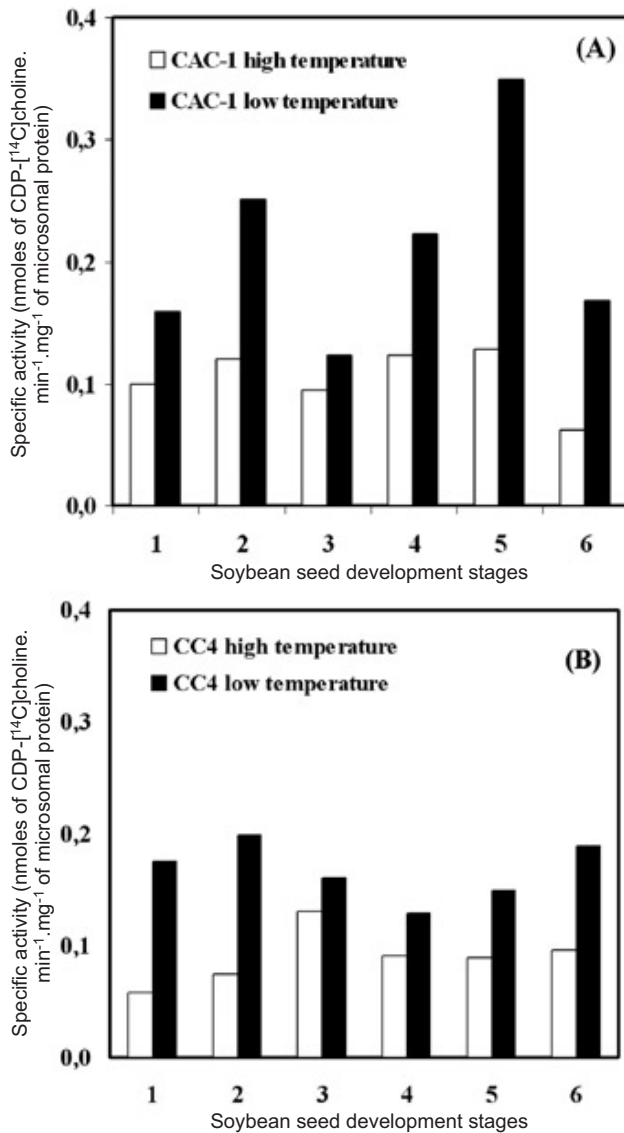 Specific activity (nmoles of CDP-[¹⁴C]choline.
min⁻¹.mg⁻¹ of microsomal protein)
0,4
0,3
0,2
0,1
0,0
(A)
CAC-1 high temperature
CAC-1 low temperature
1 2 3 4 5 6
Soybean seed development stages
Specific activity (nmoles of CDP-[¹⁴C]choline.
min⁻¹.mg⁻¹ of microsomal protein)
0,4
0,3
0,2
0,1
0,0
CC4 high temperature
(B)
CC4 low temperature
1 2 3 4 5 6
Soybean seed development stages